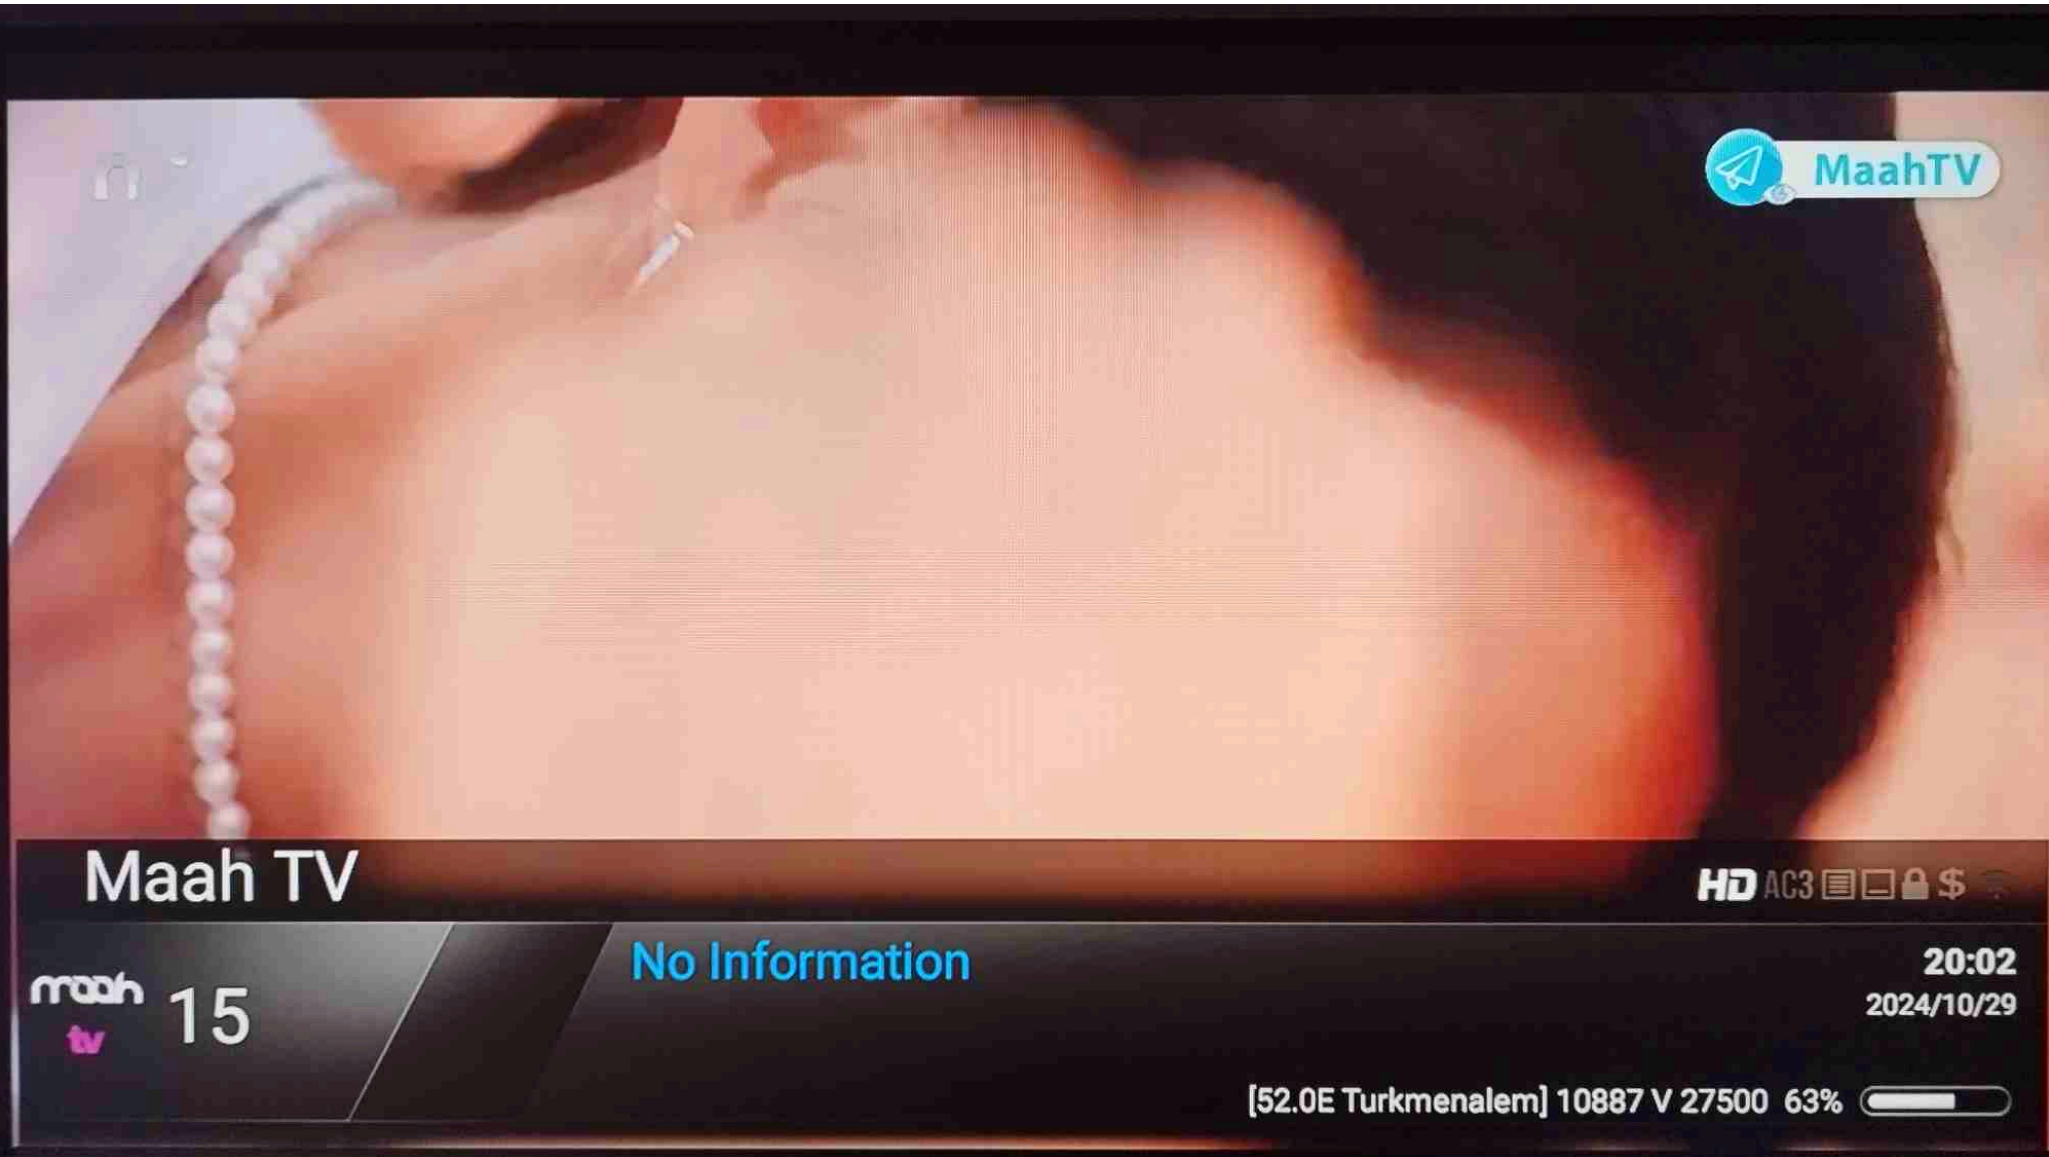 MaahTV
Maah TV
HD AC3 $
maah
tv
15
No Information
20:02
2024/10/29
[52.0E Turkmenalem] 10887 V 27500 63%